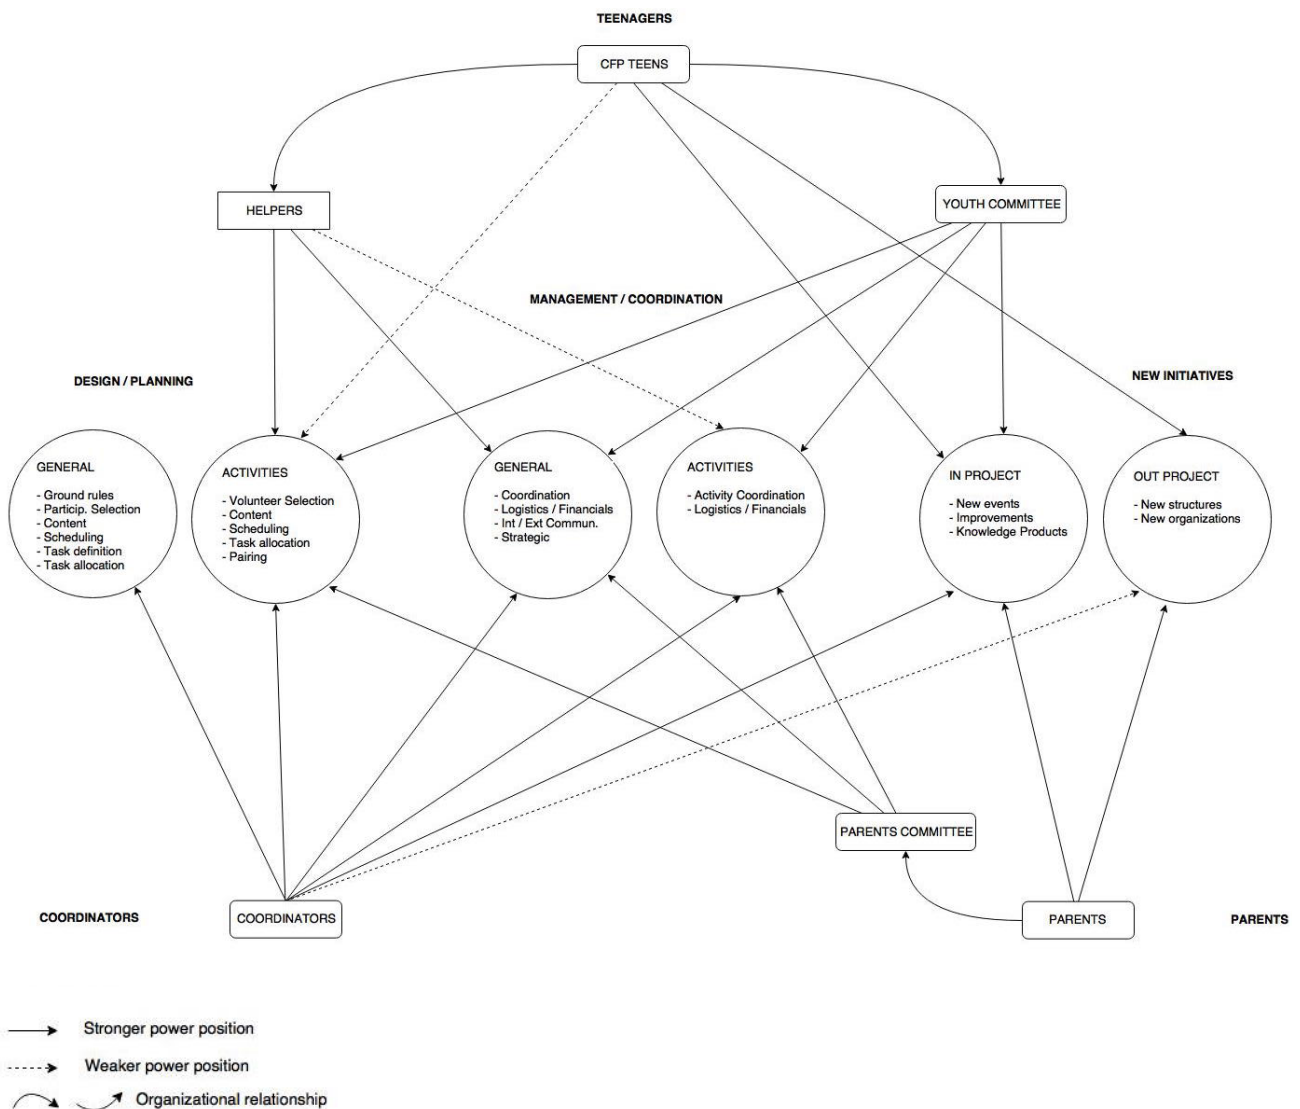 TEENAGERS
CFP TEENS
HELPERS
YOUTH COMMITTEE
MANAGEMENT / COORDINATION
DESIGN / PLANNING
NEW INITIATIVES
GENERAL
- Ground rules
- Particip. Selection
- Content
- Scheduling
- Task definition
- Task allocation
ACTIVITIES
- Volunteer Selection
- Content
- Scheduling
- Task allocation
- Pairing
GENERAL
- Coordination
- Logistics / Financials
- Int / Ext Commun.
- Strategic
ACTIVITIES
- Activity Coordination
- Logistics / Financials
IN PROJECT
- New events
- Improvements
- Knowledge Products
OUT PROJECT
- New structures
- New organizations
PARENTS COMMITTEE
COORDINATORS
COORDINATORS
PARENTS
PARENTS
Stronger power position
Weaker power position
Organizational relationship